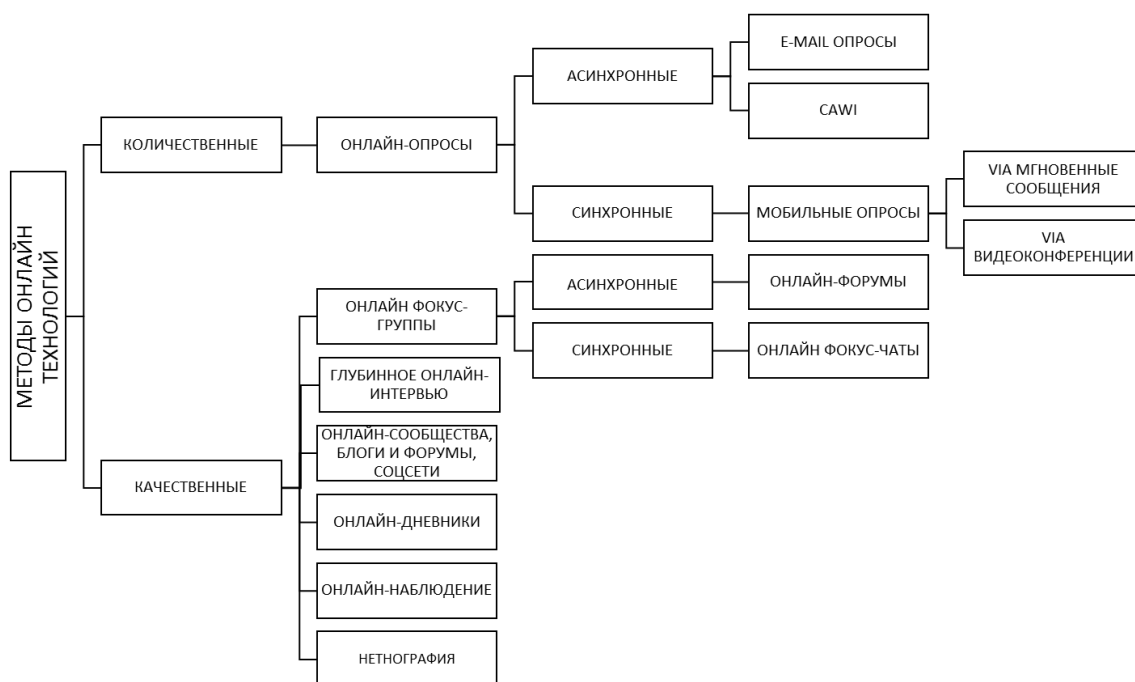 МЕТОДЫ ОНЛАЙН
ТЕХНОЛОГИЙ
КОЛИЧЕСТВЕННЫЕ
ОНЛАЙН-ОПРОСЫ
АСИНХРОННЫЕ
E-MAIL ОПРОСЫ
CAWI
СИНХРОННЫЕ
МОБИЛЬНЫЕ ОПРОСЫ
VIA МГНОВЕННЫЕ
СООБЩЕНИЯ
VIA
ВИДЕОКОНФЕРЕНЦИИ
КАЧЕСТВЕННЫЕ
ОНЛАЙН ФОКУС-
ГРУППЫ
АСИНХРОННЫЕ
ОНЛАЙН-ФОРУМЫ
СИНХРОННЫЕ
ОНЛАЙН ФОКУС-ЧАТЫ
ГЛУБИННОЕ ОНЛАЙН-
ИНТЕРВЬЮ
ОНЛАЙН-СООБЩЕСТВА,
БЛОГИ И ФОРУМЫ,
СОЦСЕТИ
ОНЛАЙН-ДНЕВНИКИ
ОНЛАЙН-НАБЛЮДЕНИЕ
НЕТНОГРАФИЯ